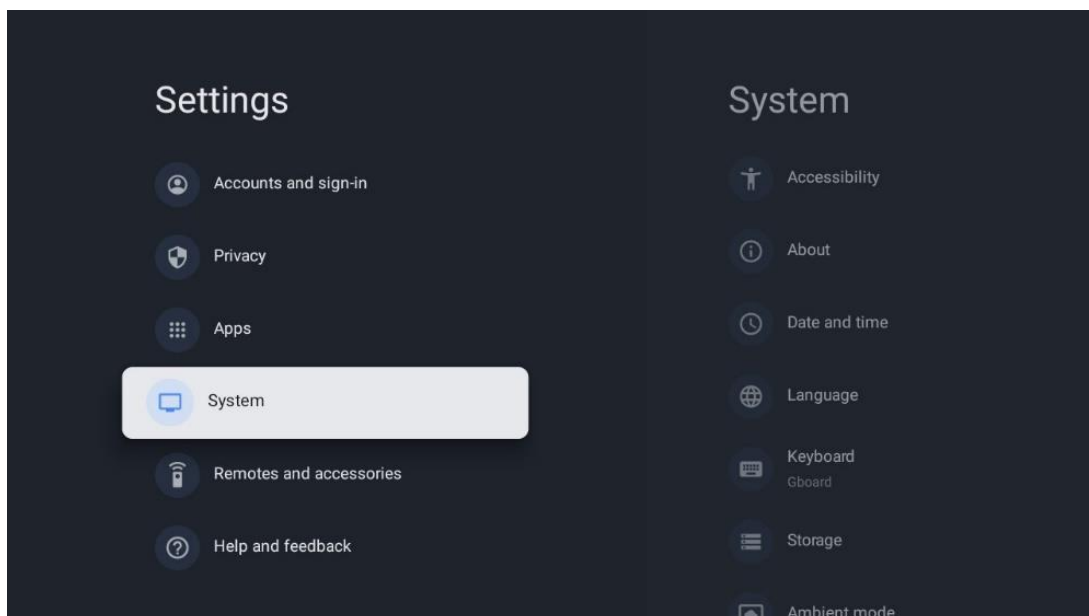 Settings
Accounts and sign-in
Privacy
Apps
System
Remotes and accessories
Help and feedback
System
Accessibility
About
Date and time
Language
Keyboard
Gboard
Storage
Ambient mode